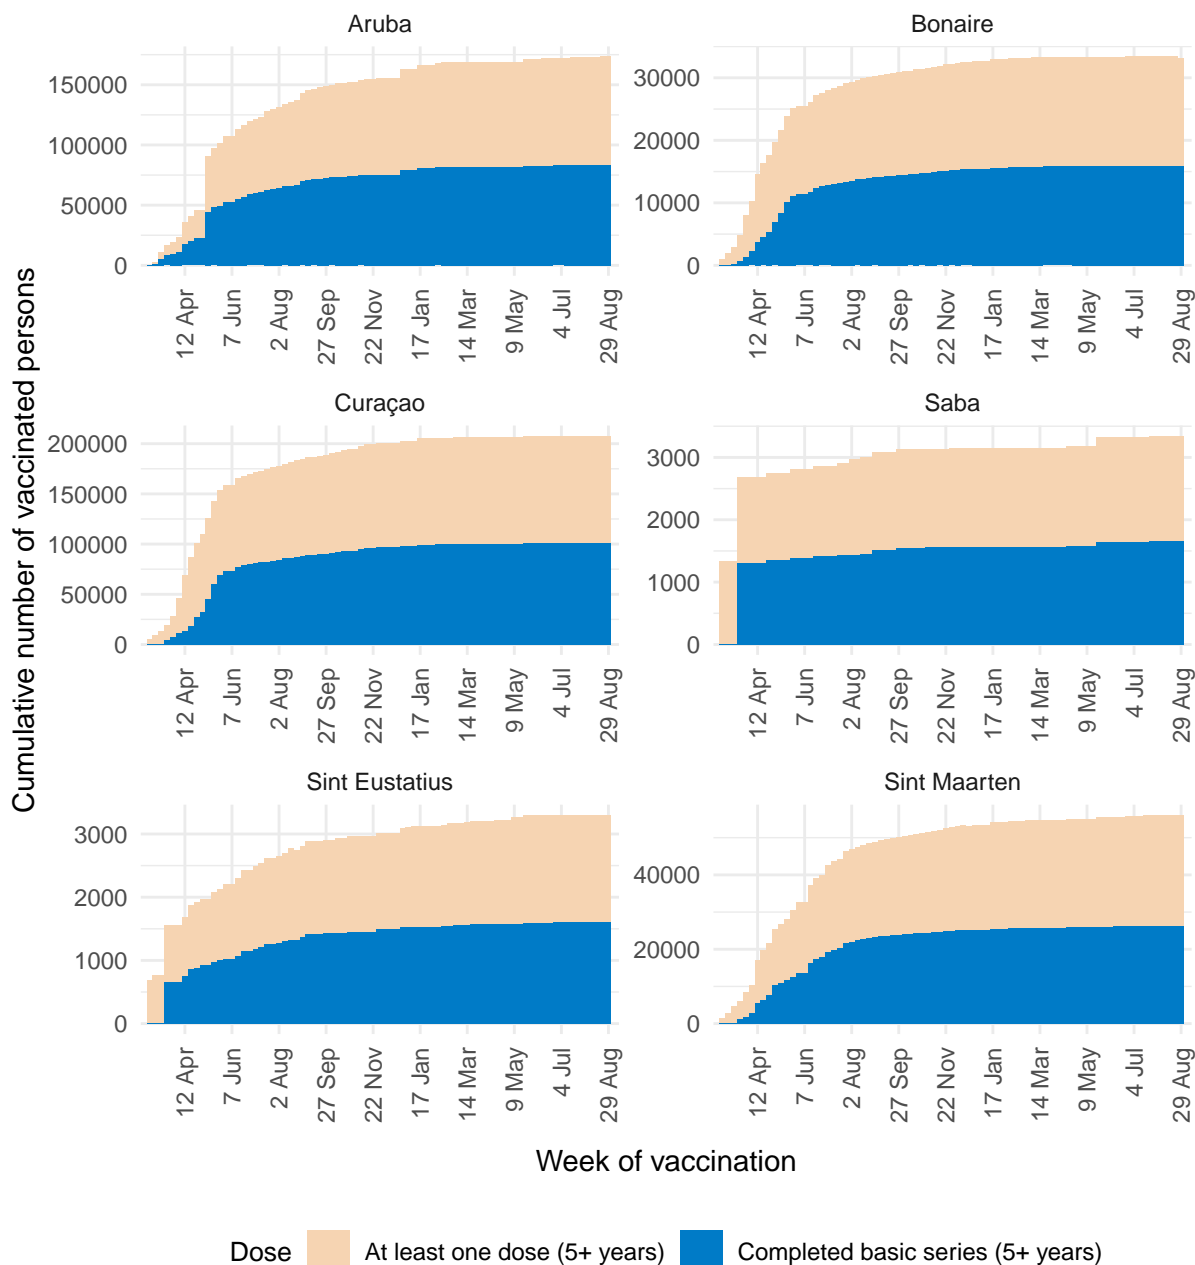 Aruba
Bonaire
150000
100000
50000
0
30000
20000
10000
0
12 Apr
7 Jun
2 Aug
27 Sep
22 Nov
17 Jan
14 Mar
9 May
4 Jul
29 Aug
12 Apr
7 Jun
2 Aug
27 Sep
22 Nov
17 Jan
14 Mar
9 May
4 Jul
29 Aug
Cumulative number of vaccinated persons
Curaçao
Saba
200000
150000
100000
50000
0
3000
2000
1000
0
12 Apr
7 Jun
2 Aug
27 Sep
22 Nov
17 Jan
14 Mar
9 May
4 Jul
29 Aug
12 Apr
7 Jun
2 Aug
27 Sep
22 Nov
17 Jan
14 Mar
9 May
4 Jul
29 Aug
Sint Eustatius
Sint Maarten
3000
2000
1000
0
40000
20000
0
12 Apr
7 Jun
2 Aug
27 Sep
22 Nov
17 Jan
14 Mar
9 May
4 Jul
29 Aug
12 Apr
7 Jun
2 Aug
27 Sep
22 Nov
17 Jan
14 Mar
9 May
4 Jul
29 Aug
Week of vaccination
Dose At least one dose (5+ years) Completed basic series (5+ years)